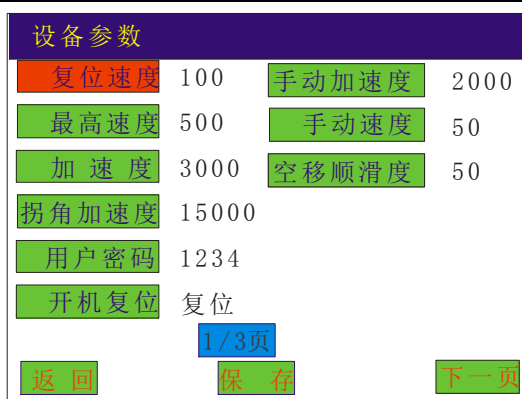 设备参数
复位速度 100 手动加速度 2000
最高速度 500 手动速度 50
加 速 度 3000 空移顺滑度 50
拐角加速度 15000
用户密码 1234
开机复位 复位
1/3页
返 回 保 存 下一页